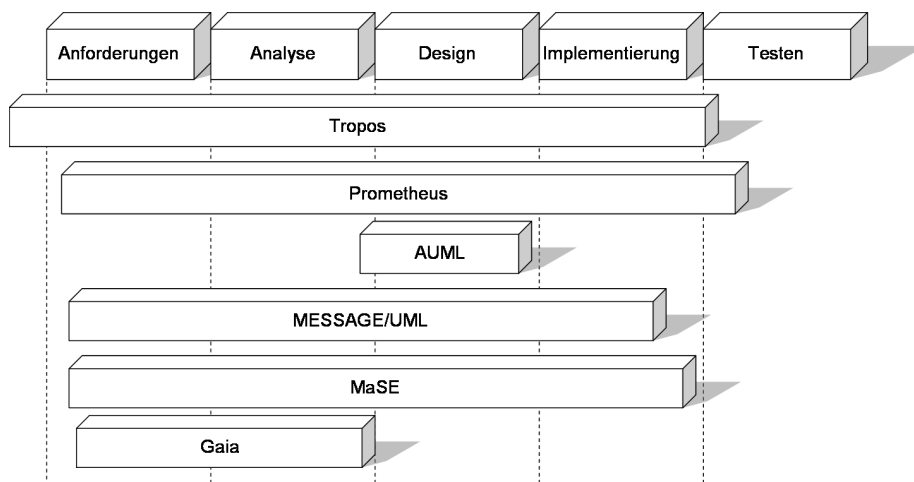 Anforderungen
Analyse
Design
Implementierung
Testen
Tropos
Prometheus
AUML
MESSAGE/UML
MaSE
Gaia